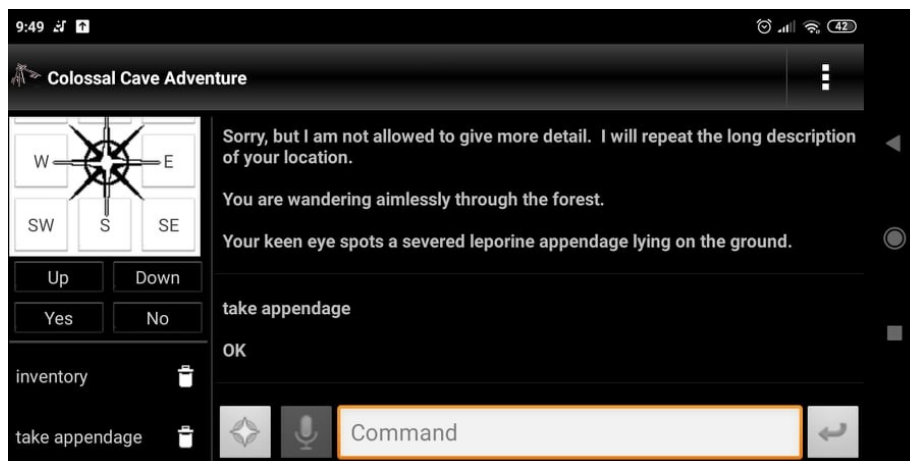 9:49
42
Colossal Cave Adventure
W
E
SW
S
SE
Up
Down
Yes
No
inventory
take appendage
Sorry, but I am not allowed to give more detail.  I will repeat the long description
of your location.
You are wandering aimlessly through the forest.
Your keen eye spots a severed leporine appendage lying on the ground.
take appendage
OK
Command